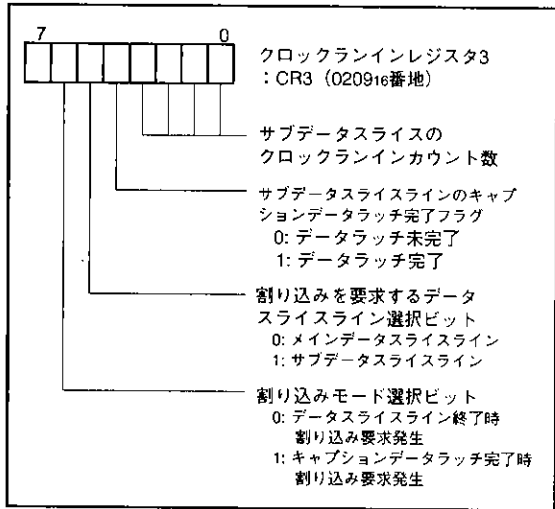 7 0
クロックランインレジスタ3
: CR3 (020916番地)
サブデータスライスの
クロックランインカウント数
サブデータスライスラインのキャプ
ションデータラッチ完了フラグ
0: データラッチ未完了
1: データラッチ完了
割り込みを要求するデータ
スライスライン選択ビット
0: メインデータスライスライン
1: サブデータスライスライン
割り込みモード選択ビット
0: データスライスライン終了時
割り込み要求発生
1: キャプションデータラッチ完了時
割り込み要求発生